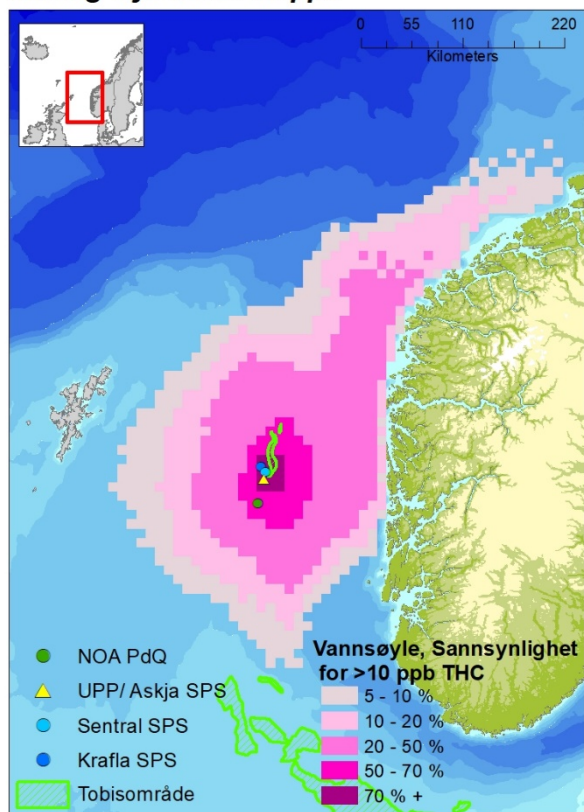 0 55 110 220
Kilometers
NOA PdQ
UPP/ Askja SPS
Sentral SPS
Krafla SPS
Tobisområde
Vannsøyle, Sannsynlighet
for >10 ppb THC
5 - 10 %
10 - 20 %
20 - 50 %
50 - 70 %
70 % +